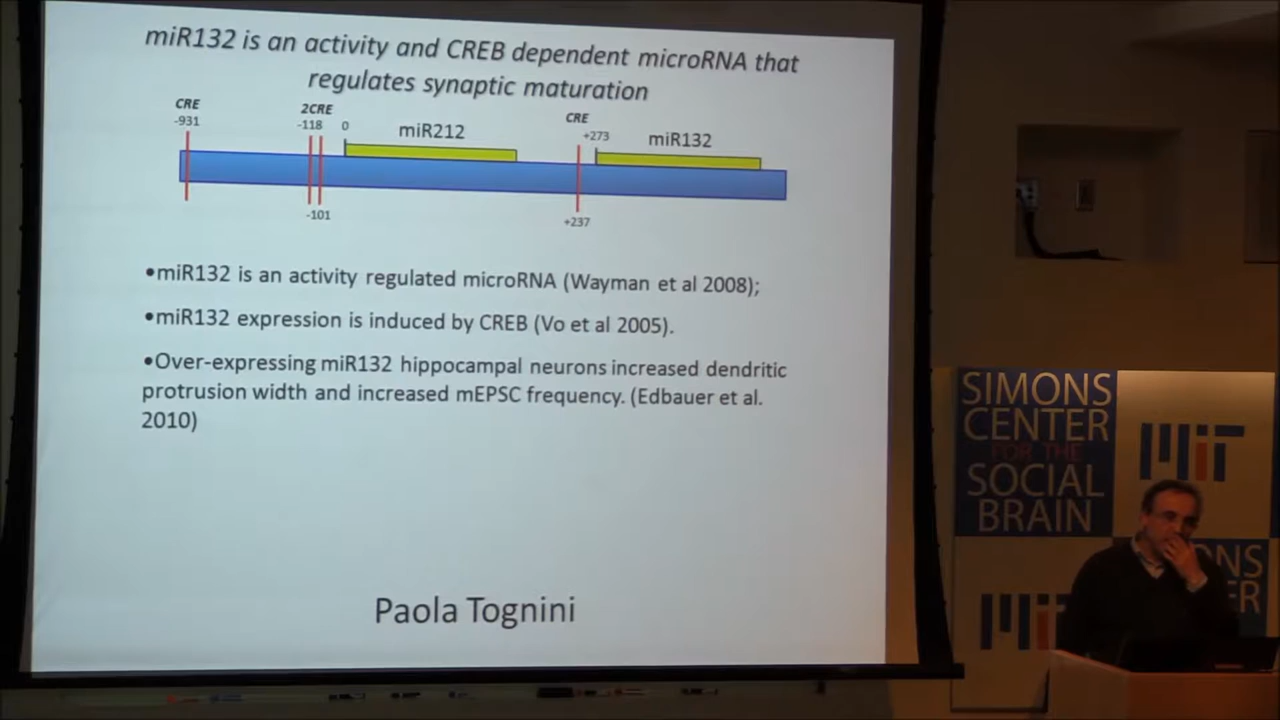 miR132 is an activity and CREB dependent microRNA that
regulates synaptic maturation
CRE
-931
2CRE
-118
0
miR212
CRE
+273
miR132
-101
+237
•miR132 is an activity regulated microRNA (Wayman et al 2008);
•miR132 expression is induced by CREB (Vo et al 2005).
•Over-expressing miR132 hippocampal neurons increased dendritic
protrusion width and increased mEPSC frequency. (Edbauer et al.
2010)
Paola Tognini
SIMONS
CENTER
FOR THE
SOCIAL
BRAIN
MIT
MIT